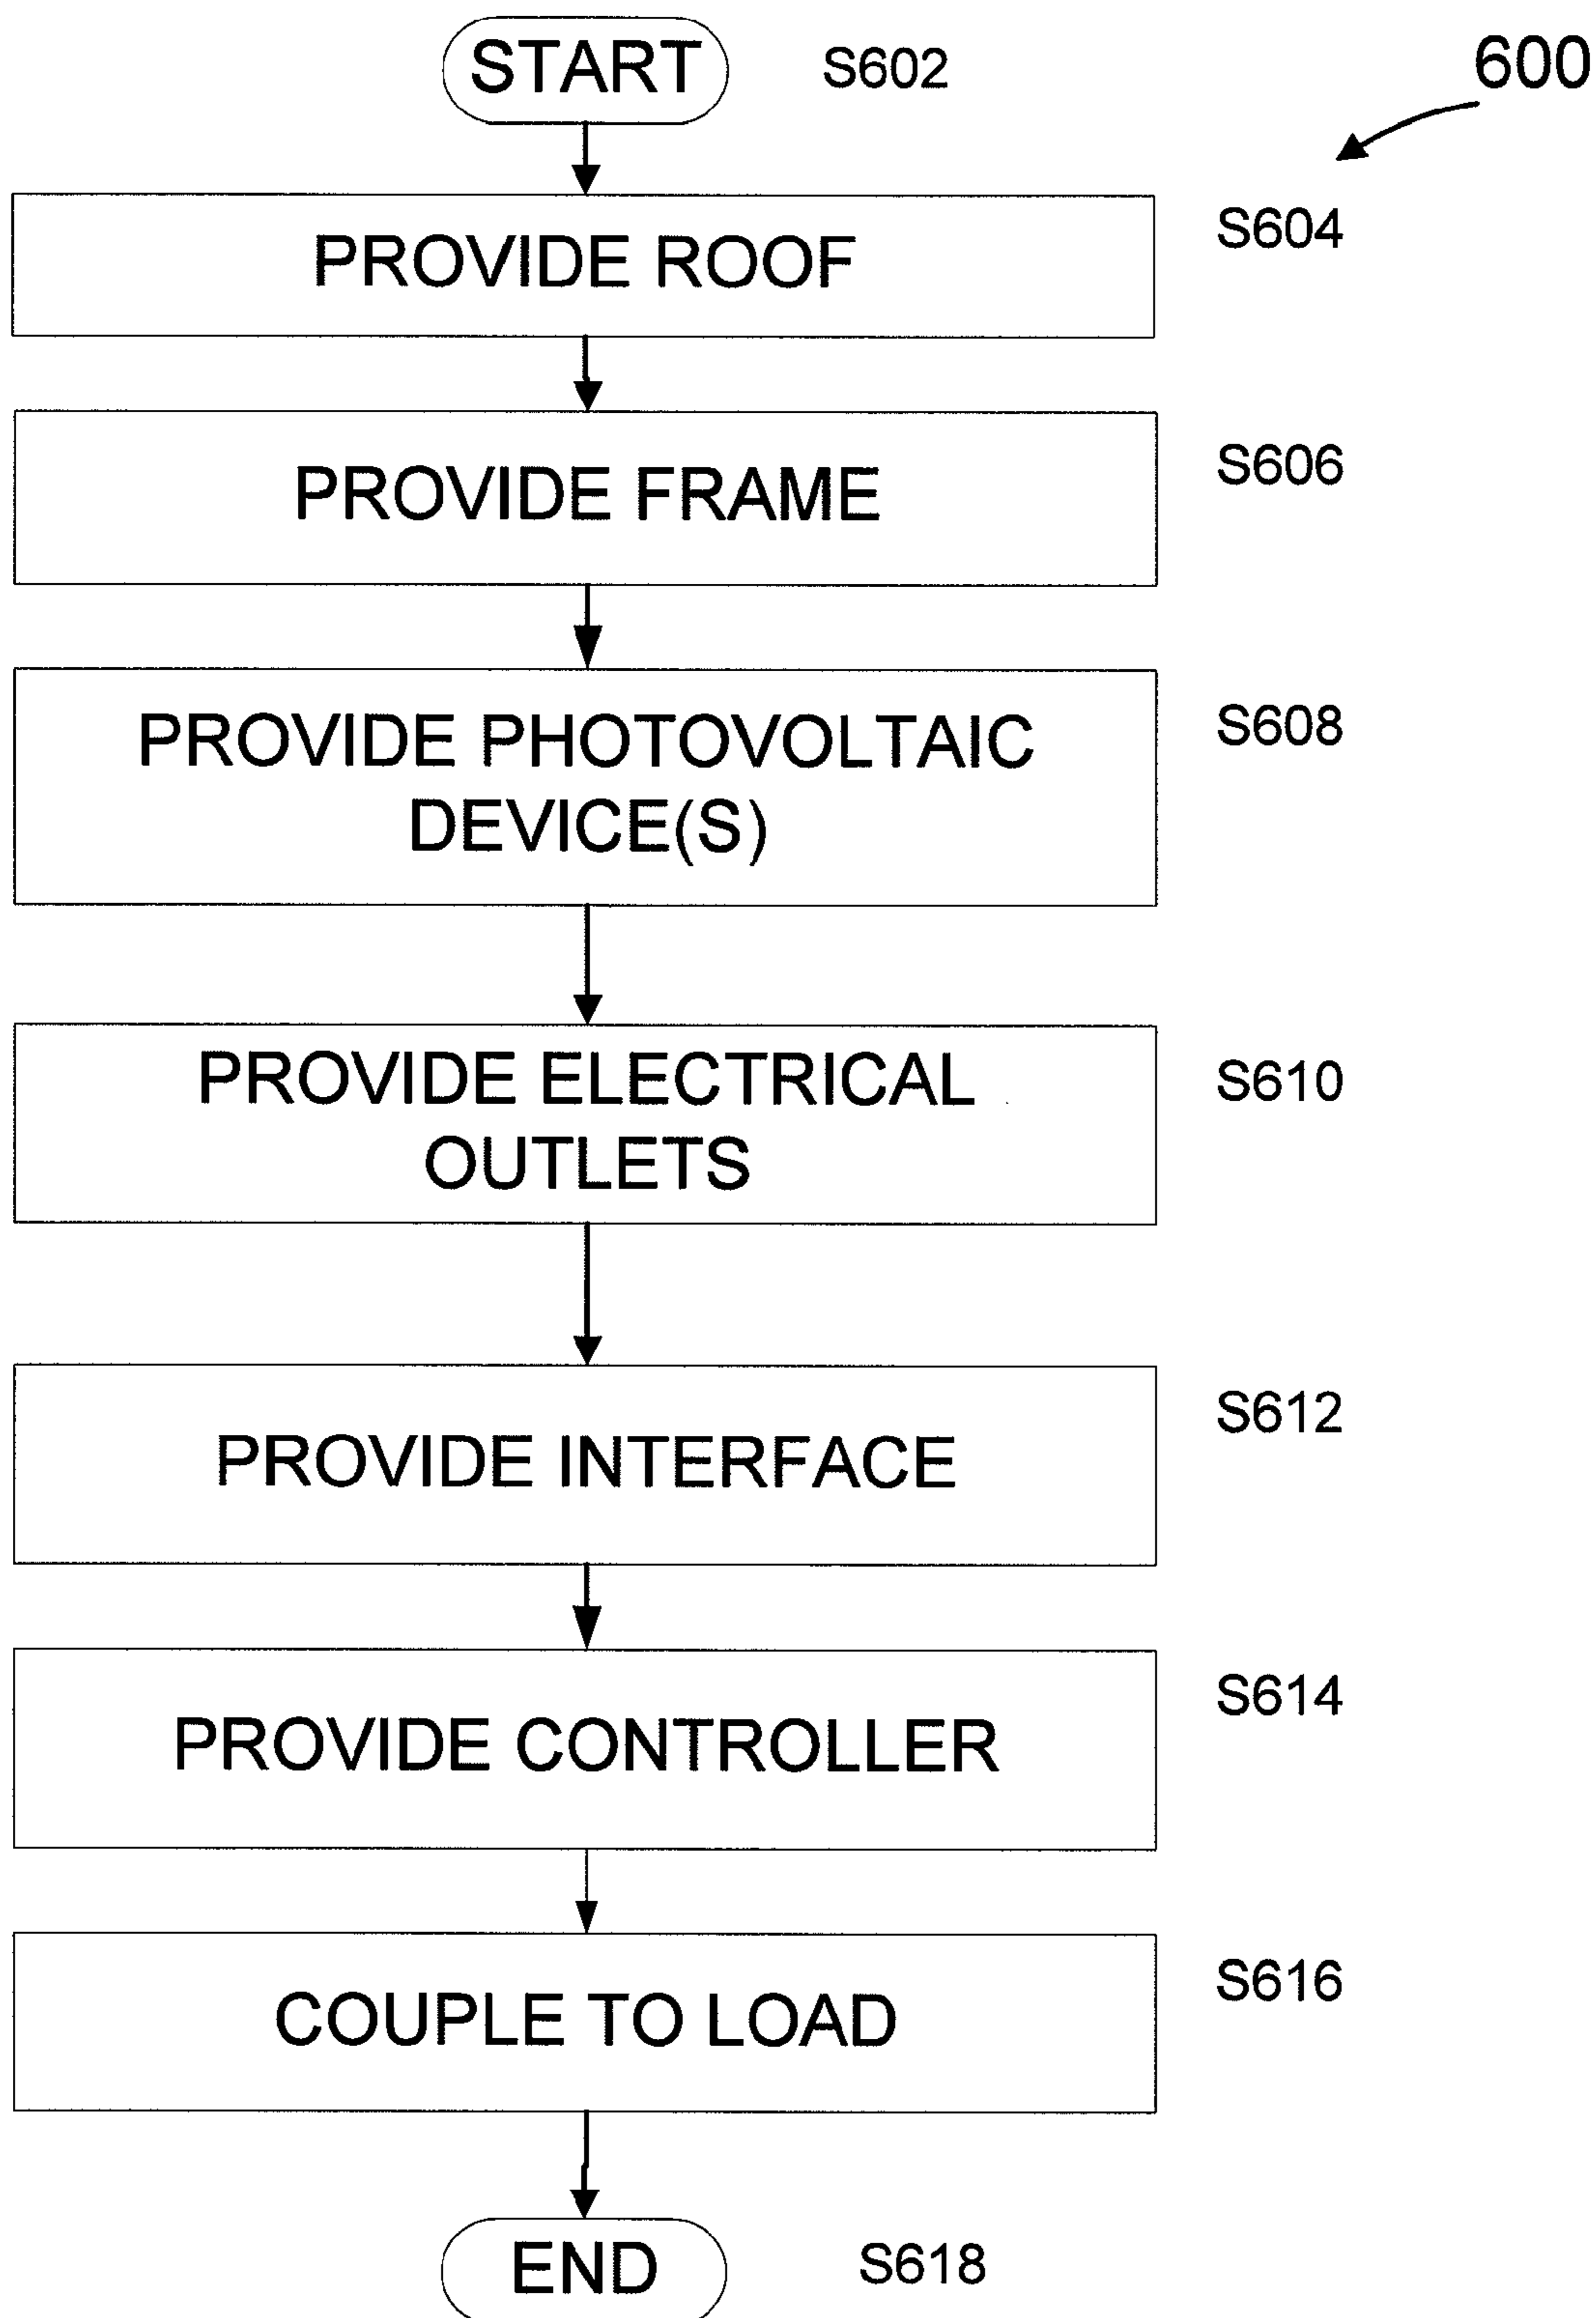 START
S602
600
PROVIDE ROOF
S604
PROVIDE FRAME
S606
PROVIDE PHOTOVOLTAIC
DEVICE(S)
S608
PROVIDE ELECTRICAL
OUTLETS
S610
PROVIDE INTERFACE
S612
PROVIDE CONTROLLER
S614
COUPLE TO LOAD
S616
END
S618